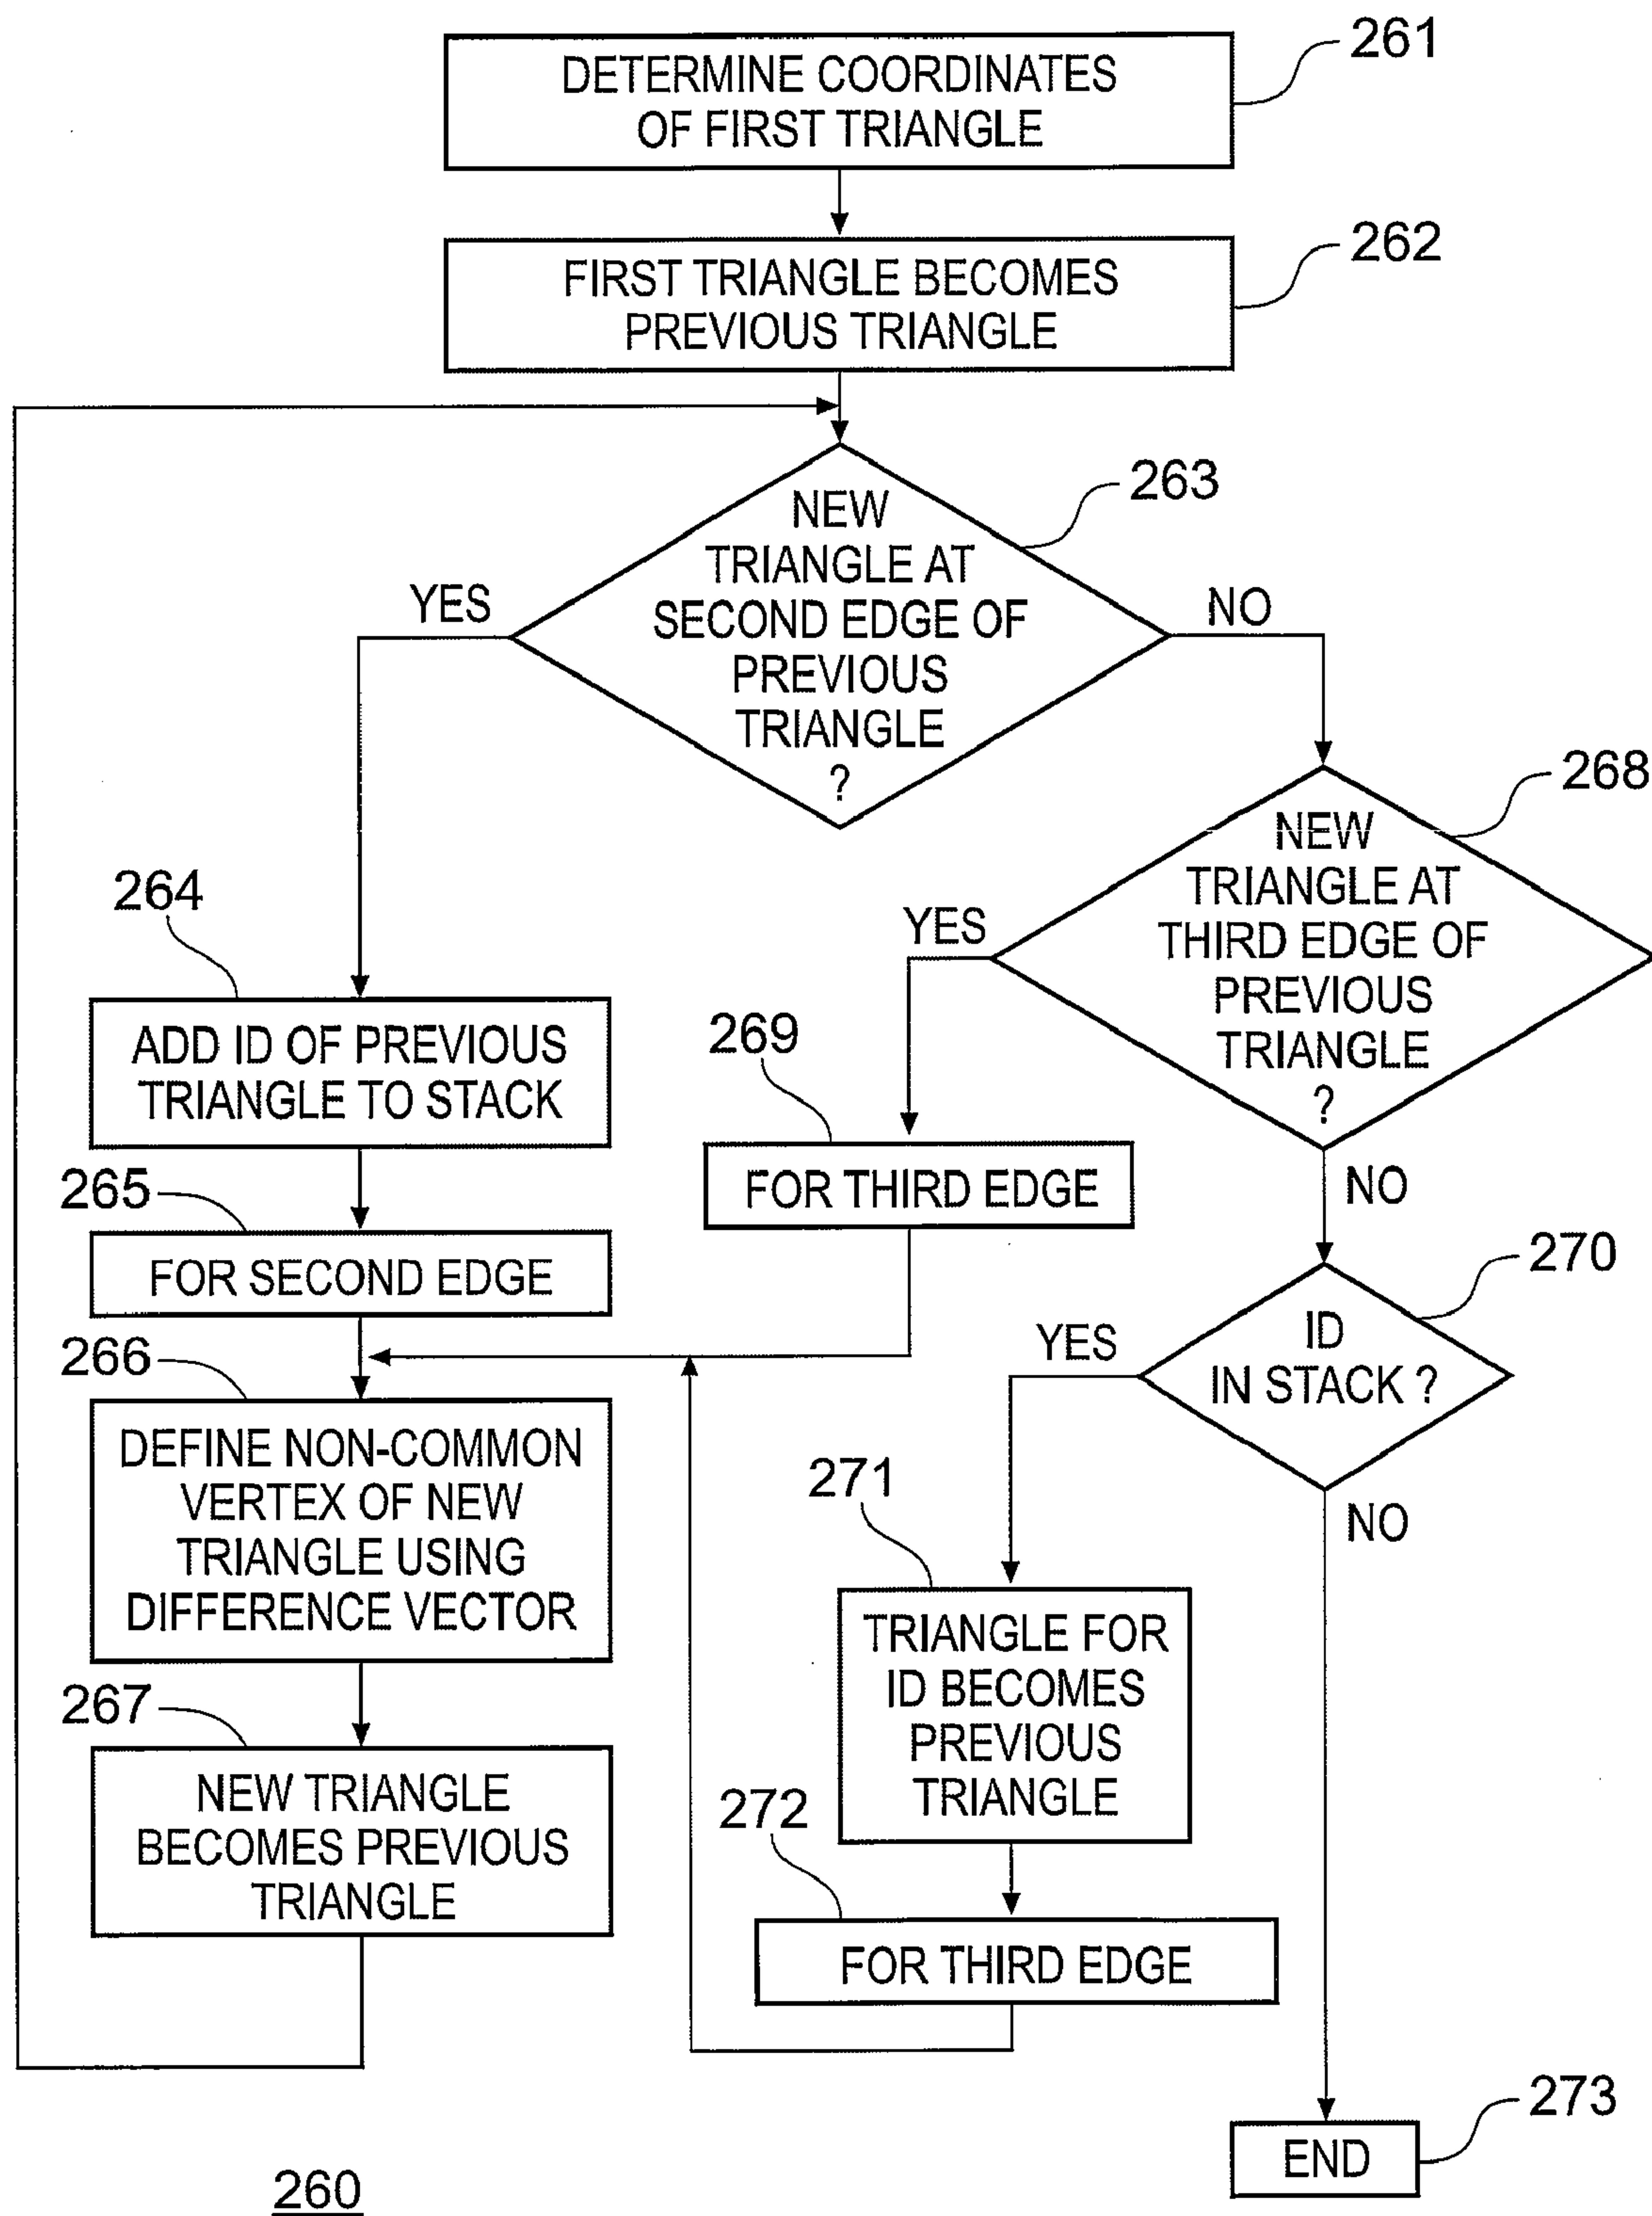 261
DETERMINE COORDINATES
OF FIRST TRIANGLE
262
FIRST TRIANGLE BECOMES
PREVIOUS TRIANGLE
263
NEW
TRIANGLE AT
SECOND EDGE OF
PREVIOUS
TRIANGLE
?
YES
NO
268
NEW
TRIANGLE AT
THIRD EDGE OF
PREVIOUS
TRIANGLE
?
YES
NO
264
ADD ID OF PREVIOUS
TRIANGLE TO STACK
269
FOR THIRD EDGE
265
FOR SECOND EDGE
270
ID
IN STACK ?
YES
NO
266
DEFINE NON-COMMON
VERTEX OF NEW
TRIANGLE USING
DIFFERENCE VECTOR
271
TRIANGLE FOR
ID BECOMES
PREVIOUS
TRIANGLE
267
NEW TRIANGLE
BECOMES PREVIOUS
TRIANGLE
272
FOR THIRD EDGE
273
END
260